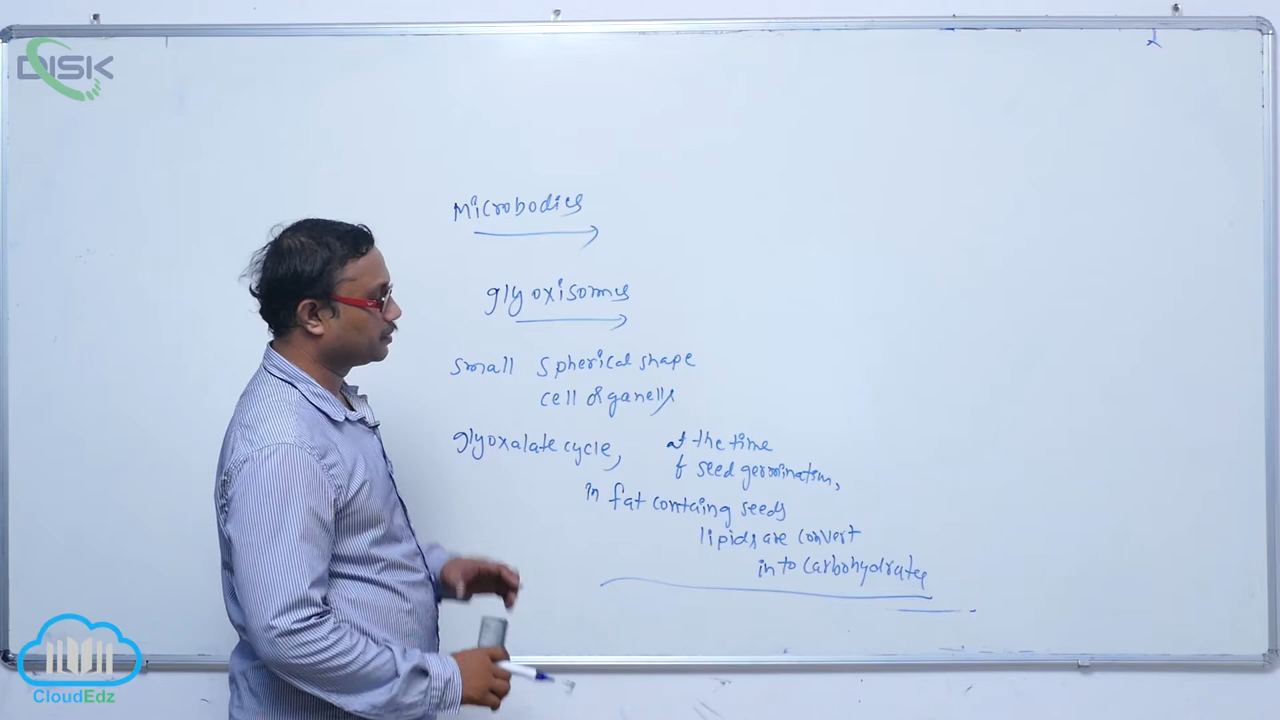 DISK
Microbodies
glyoxisomes
small spherical shape
cell organells
glyoxalate cycle, at the time
of seed germination,
in fat containg seeds
lipids are convert
into carbohydrates
CloudEdz